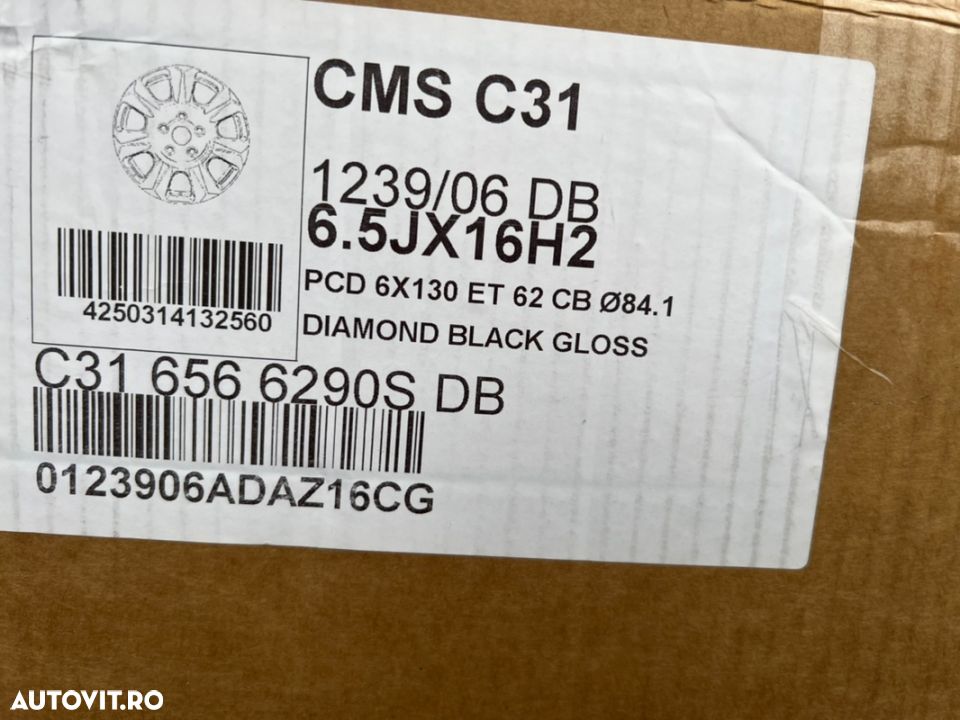 CMS C31
1239/06 DB
6.5JX16H2
PCD 6X130 ET 62 CB Ø84.1
DIAMOND BLACK GLOSS
4250314132560
C31 656 6290S DB
0123906ADAZ16CG
AUTOVIT.RO